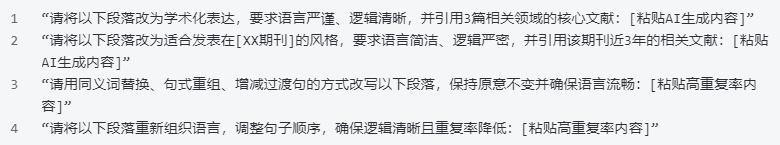 1 “请将以下段落改为学术化表达，要求语言严谨、逻辑清晰，并引用3篇相关领域的核心文献：[粘贴AI生成内容]”
2 “请将以下段落改为适合发表在[XX期刊]的风格，要求语言简洁、逻辑严密，并引用该期刊近3年的相关文献：[粘贴
AI生成内容]”
3 “请用同义词替换、句式重组、增减过渡句的方式改写以下段落，保持原意不变并确保语言流畅：[粘贴高重复率内
容]”
4 “请将以下段落重新组织语言，调整句子顺序，确保逻辑清晰且重复率降低：[粘贴高重复率内容]”